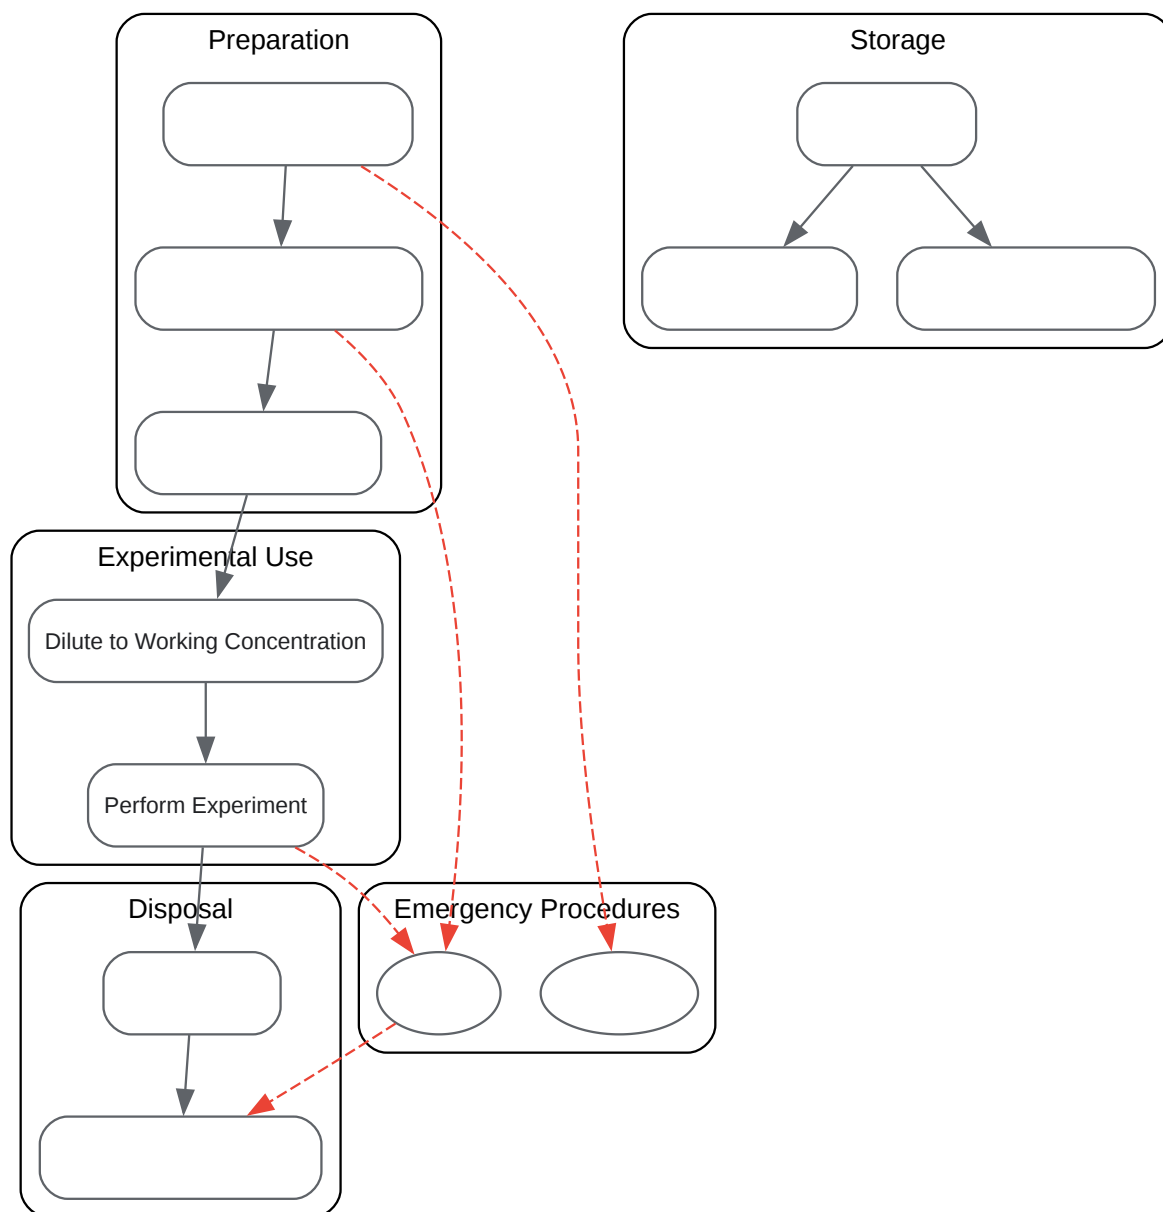 Preparation
Storage
Experimental Use
Dilute to Working Concentration
Perform Experiment
Disposal
Emergency Procedures